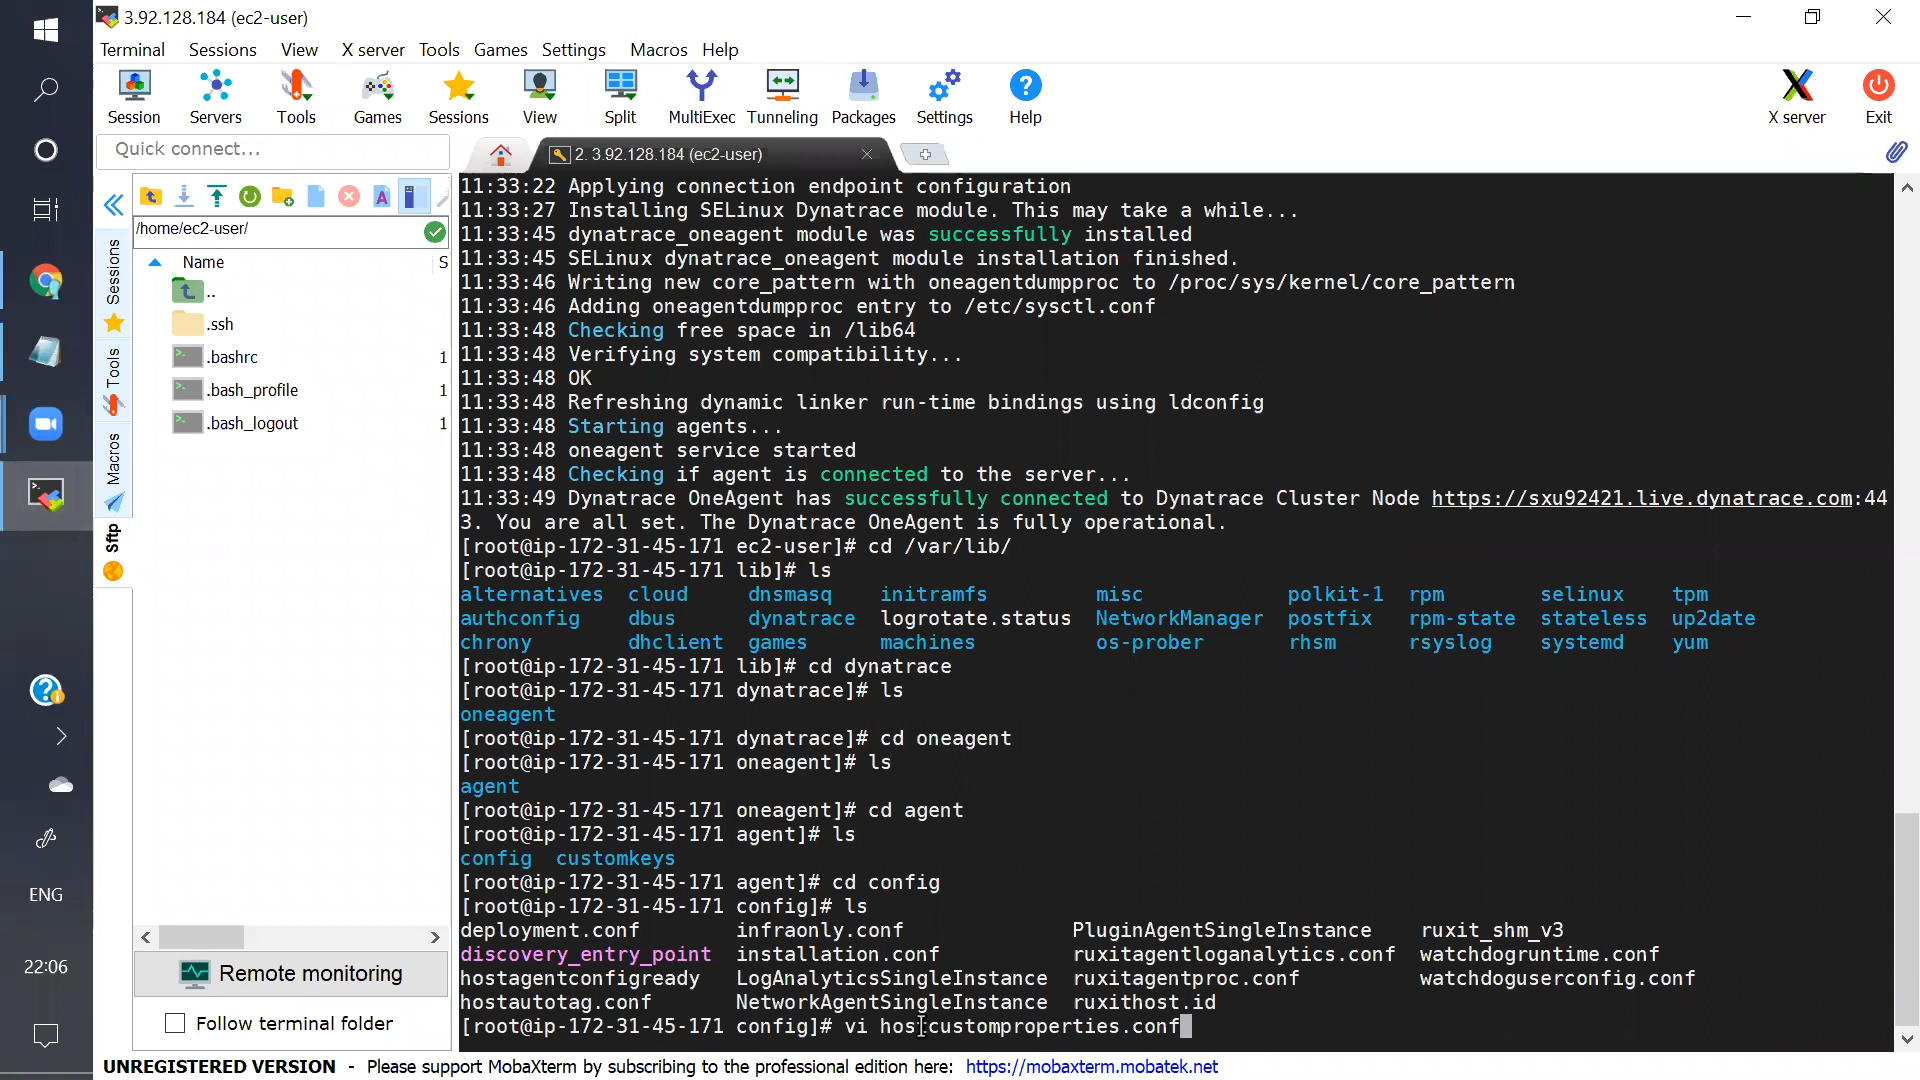 3.92.128.184 (ec2-user)
Terminal Sessions View X server Tools Games Settings Macros Help
Session Servers Tools Games Sessions View Split MultiExec Tunneling Packages Settings Help X server Exit
Quick connect...
2. 3.92.128.184 (ec2-user)
/home/ec2-user/
Name S
..
.ssh
.bashrc 1
.bash_profile 1
.bash_logout 1
Sessions
Tools
Macros
Sftp
Remote monitoring
Follow terminal folder
ENG
22:06
11:33:22 Applying connection endpoint configuration
11:33:27 Installing SELinux Dynatrace module. This may take a while...
11:33:45 dynatrace_oneagent module was successfully installed
11:33:45 SELinux dynatrace_oneagent module installation finished.
11:33:46 Writing new core_pattern with oneagentdumpproc to /proc/sys/kernel/core_pattern
11:33:46 Adding oneagentdumpproc entry to /etc/sysctl.conf
11:33:48 Checking free space in /lib64
11:33:48 Verifying system compatibility...
11:33:48 OK
11:33:48 Refreshing dynamic linker run-time bindings using ldconfig
11:33:48 Starting agents...
11:33:48 oneagent service started
11:33:48 Checking if agent is connected to the server...
11:33:49 Dynatrace OneAgent has successfully connected to Dynatrace Cluster Node https://sxu92421.live.dynatrace.com:44
3. You are all set. The Dynatrace OneAgent is fully operational.
[root@ip-172-31-45-171 ec2-user]# cd /var/lib/
[root@ip-172-31-45-171 lib]# ls
alternatives cloud dnsmasq initramfs misc polkit-1 rpm selinux tpm
authconfig dbus dynatrace logrotate.status NetworkManager postfix rpm-state stateless up2date
chrony dhclient games machines os-prober rhsm rsyslog systemd yum
[root@ip-172-31-45-171 lib]# cd dynatrace
[root@ip-172-31-45-171 dynatrace]# ls
oneagent
[root@ip-172-31-45-171 dynatrace]# cd oneagent
[root@ip-172-31-45-171 oneagent]# ls
agent
[root@ip-172-31-45-171 oneagent]# cd agent
[root@ip-172-31-45-171 agent]# ls
config customkeys
[root@ip-172-31-45-171 agent]# cd config
[root@ip-172-31-45-171 config]# ls
deployment.conf infraonly.conf PluginAgentSingleInstance ruxit_shm_v3
discovery_entry_point installation.conf ruxitagentloganalytics.conf watchdogruntime.conf
hostagentconfigready LogAnalyticsSingleInstance ruxitagentproc.conf watchdoguserconfig.conf
hostautotag.conf NetworkAgentSingleInstance ruxithost.id
[root@ip-172-31-45-171 config]# vi hostcustomproperties.conf
UNREGISTERED VERSION - Please support MobaXterm by subscribing to the professional edition here: https://mobaxterm.mobatek.net